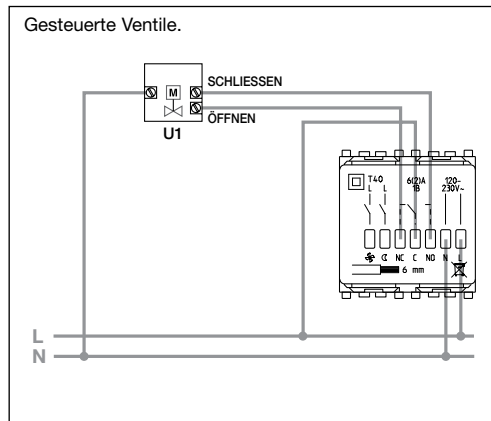 Gesteuerte Ventile.
M
SCHLIESSEN
ÖFFNEN
U1
T40 6(2)A 120-
L L 1B 230V~
NC C NO N L
6 mm
L
N